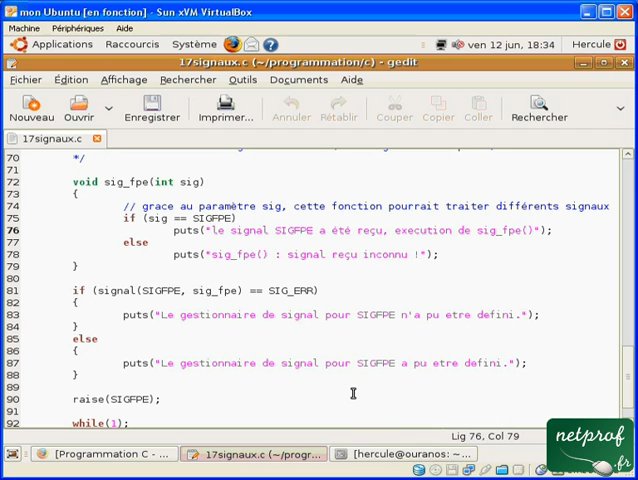 mon Ubuntu [en fonction] - Sun xVM VirtualBox
Machine Périphériques Aide
Applications Raccourcis Système ven 12 jun, 18:34 Hercule
17signaux.c (~/programmation/c) - gedit
Fichier Édition Affichage Rechercher Outils Documents Aide
Nouveau Ouvrir Enregistrer Imprimer... Annuler Rétablir Couper Copier Coller Rechercher
17signaux.c
70 */
71
72 void sig_fpe(int sig)
73 {
74 // grace au paramètre sig, cette fonction pourrait traiter différents signaux
75 if (sig == SIGFPE)
76 puts("le signal SIGFPE a été reçu, execution de sig_fpe()");
77 else
78 puts("sig_fpe() : signal reçu inconnu !");
79 }
80
81 if (signal(SIGFPE, sig_fpe) == SIG_ERR)
82 {
83 puts("Le gestionnaire de signal pour SIGFPE n'a pu etre defini.");
84 }
85 else
86 {
87 puts("Le gestionnaire de signal pour SIGFPE a pu etre defini.");
88 }
89
90 raise(SIGFPE);
91
92 while(1);
Lig 76, Col 79
[Programmation C - ... 17signaux.c (~/progr... [hercule@ouranos: ~...
netprof
.fr